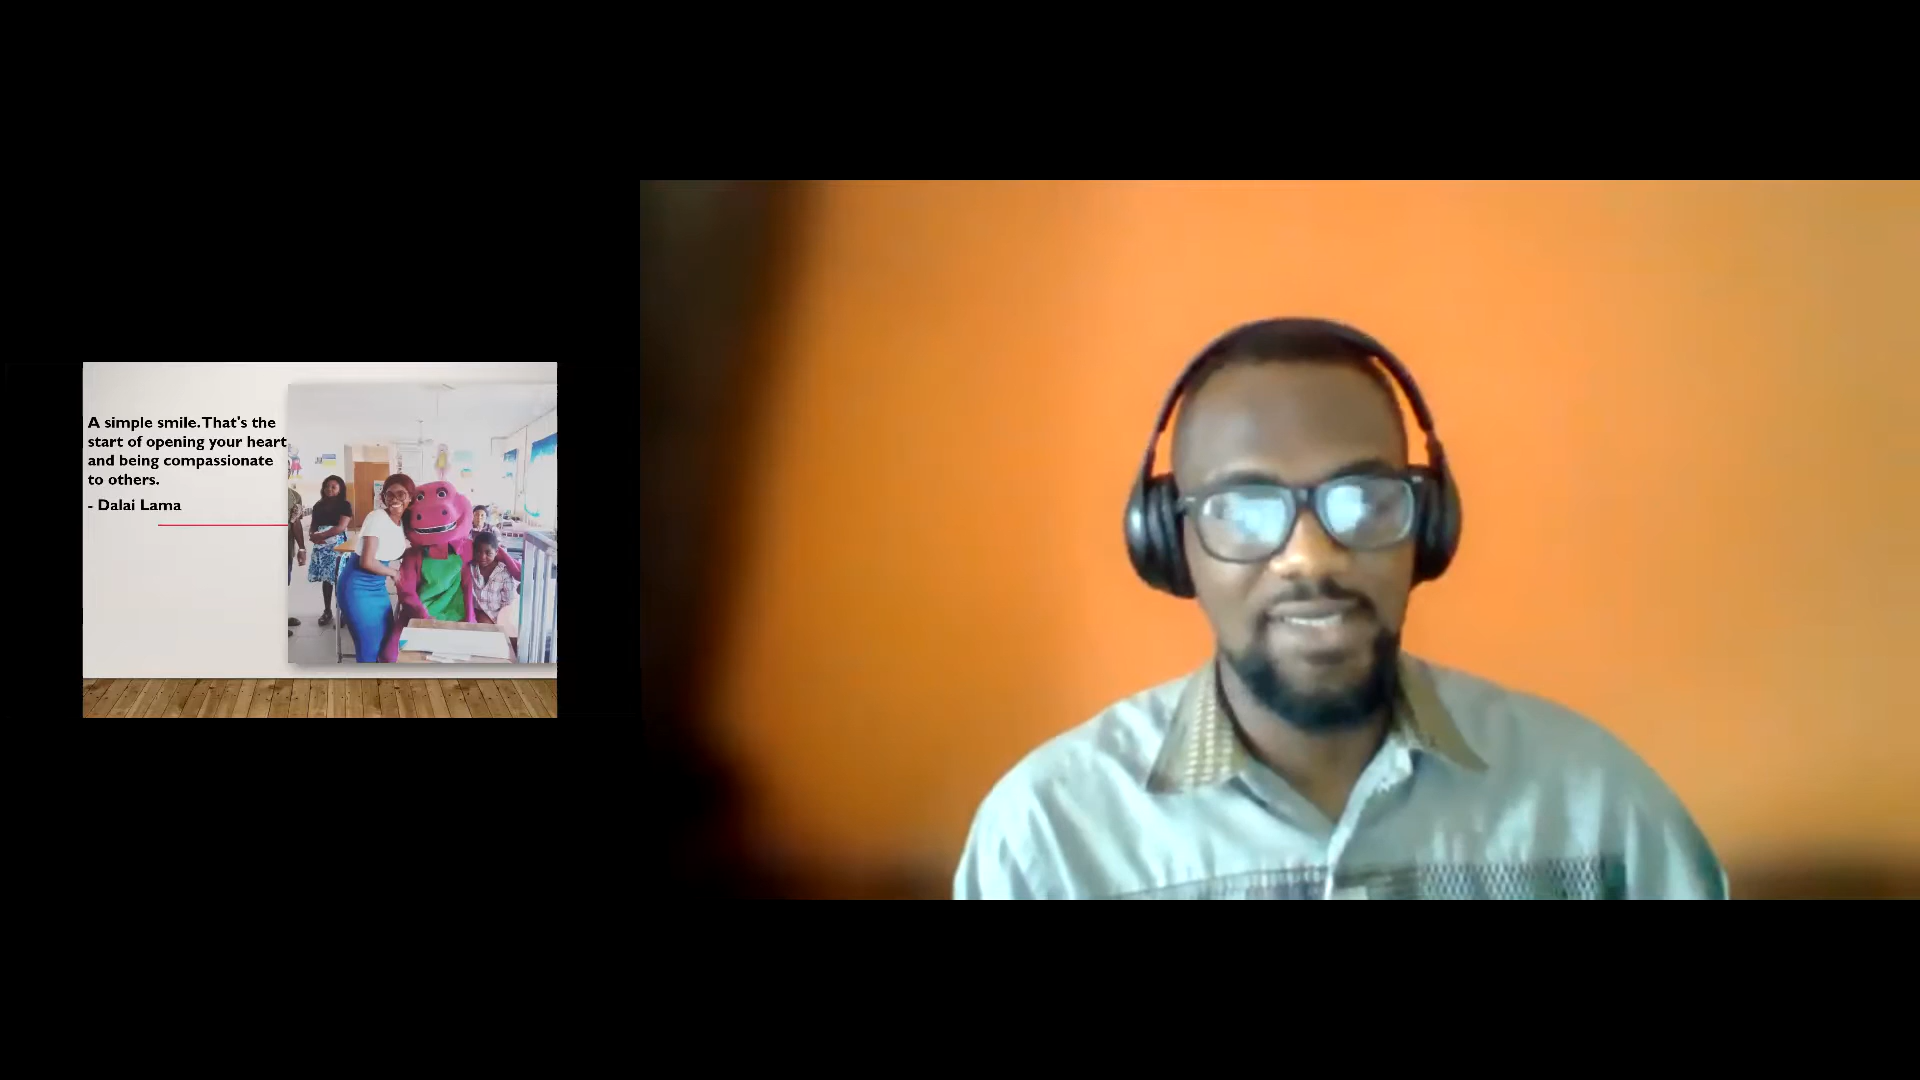 A simple smile. That's the
start of opening your heart
and being compassionate
to others.
- Dalai Lama